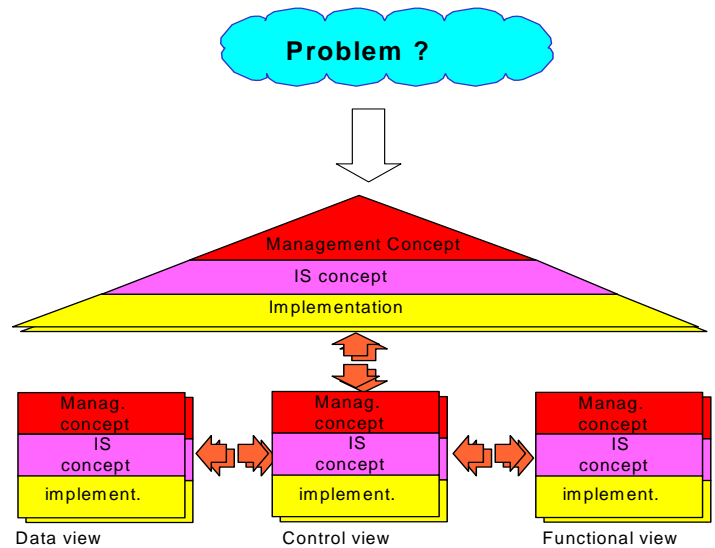 Problem ?
Management Concept
IS concept
Implementation
Manag.
concept
IS
concept
implement.
Data view
Manag.
concept
IS
concept
implement.
Control view
Manag.
concept
IS
concept
implement.
Functional view